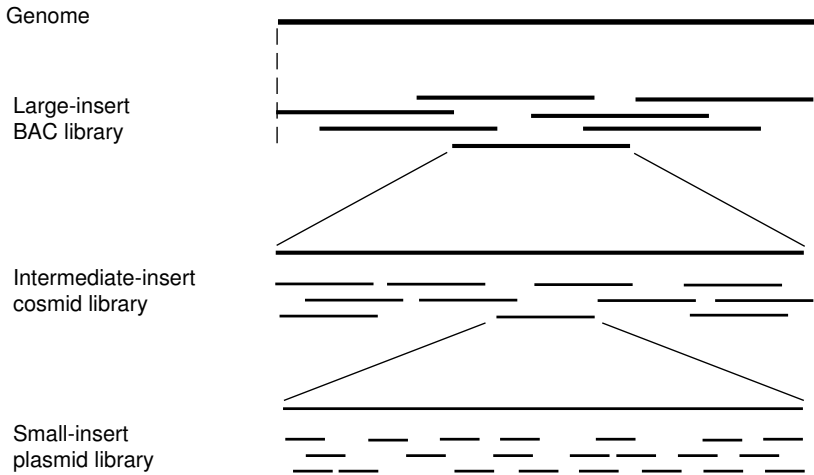 Genome
Large-insert
BAC library
Intermediate-insert
cosmid library
Small-insert
plasmid library